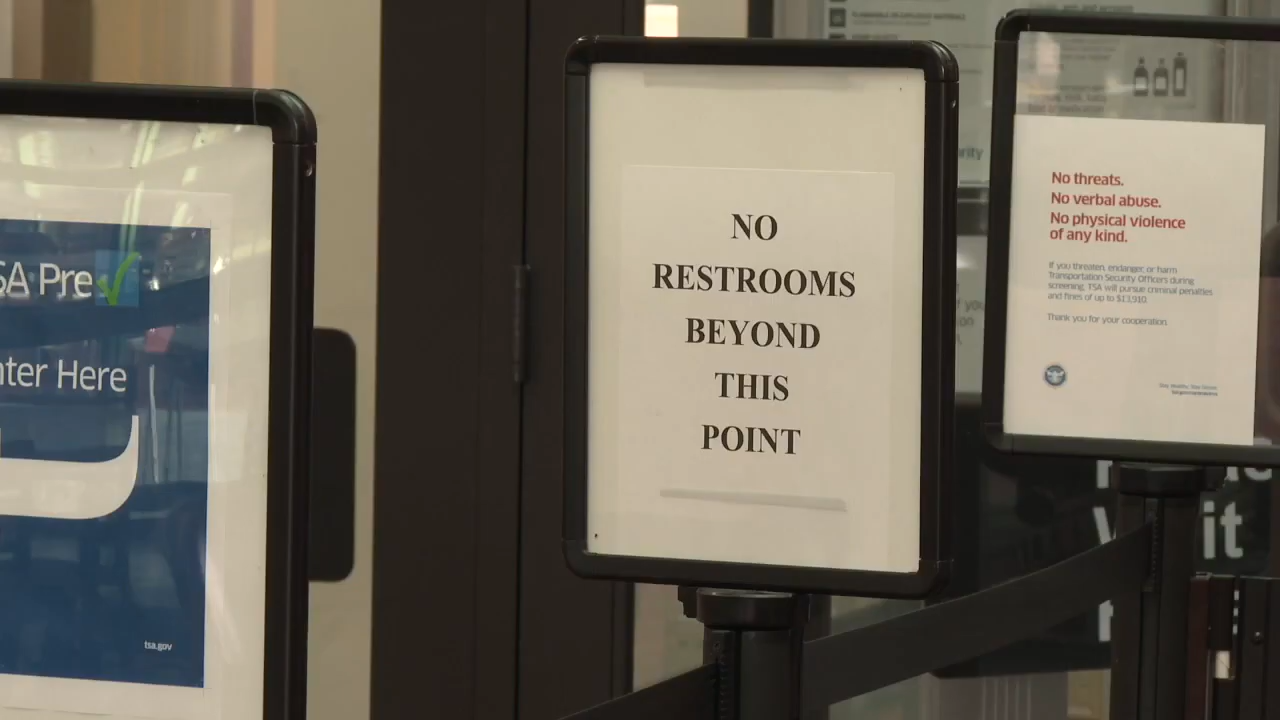 SA Pre✓
nter Here
tsa.gov
NO
RESTROOMS
BEYOND
THIS
POINT
No threats.
No verbal abuse.
No physical violence
of any kind.
If you threaten, endanger, or harm
Transportation Security Officers during
screening, TSA will pursue criminal penalties
and fines of up to $13,910.
Thank you for your cooperation.
it